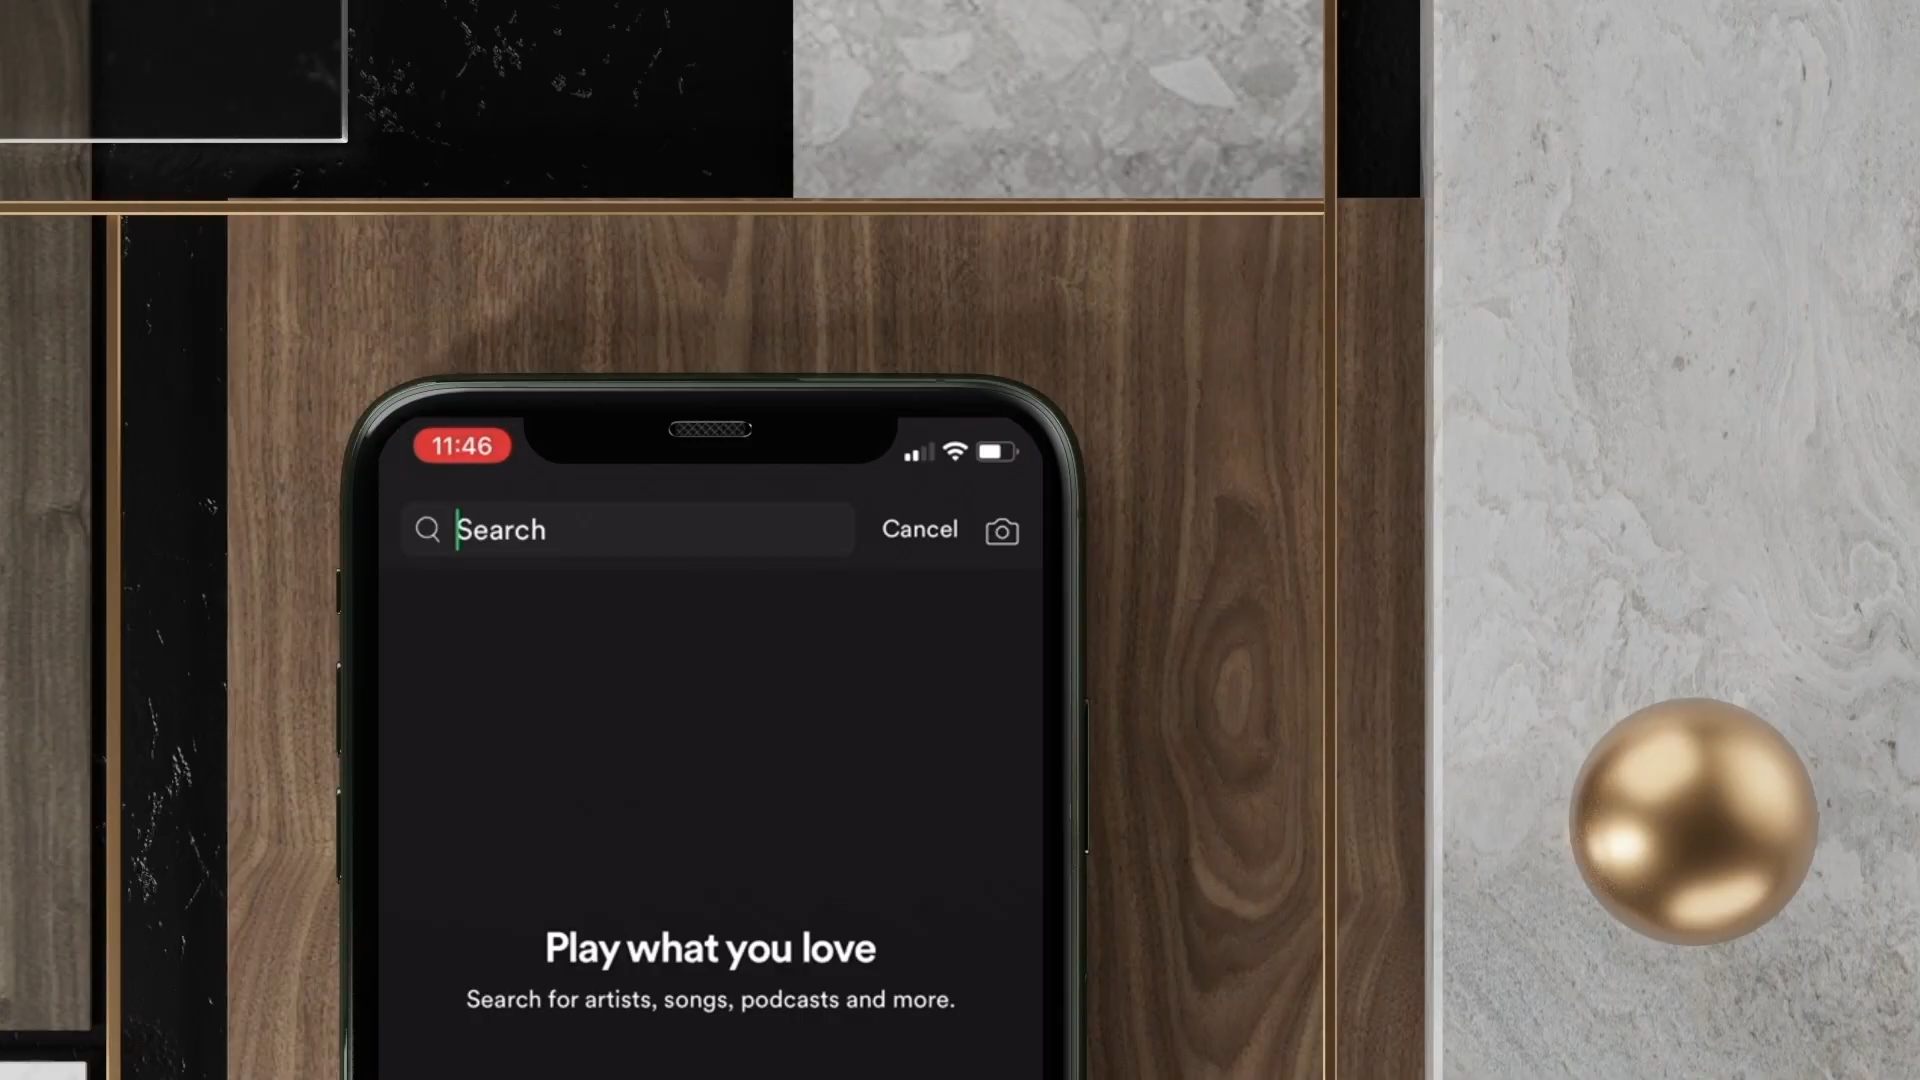 11:46
Search
Cancel
Play what you love
Search for artists, songs, podcasts and more.